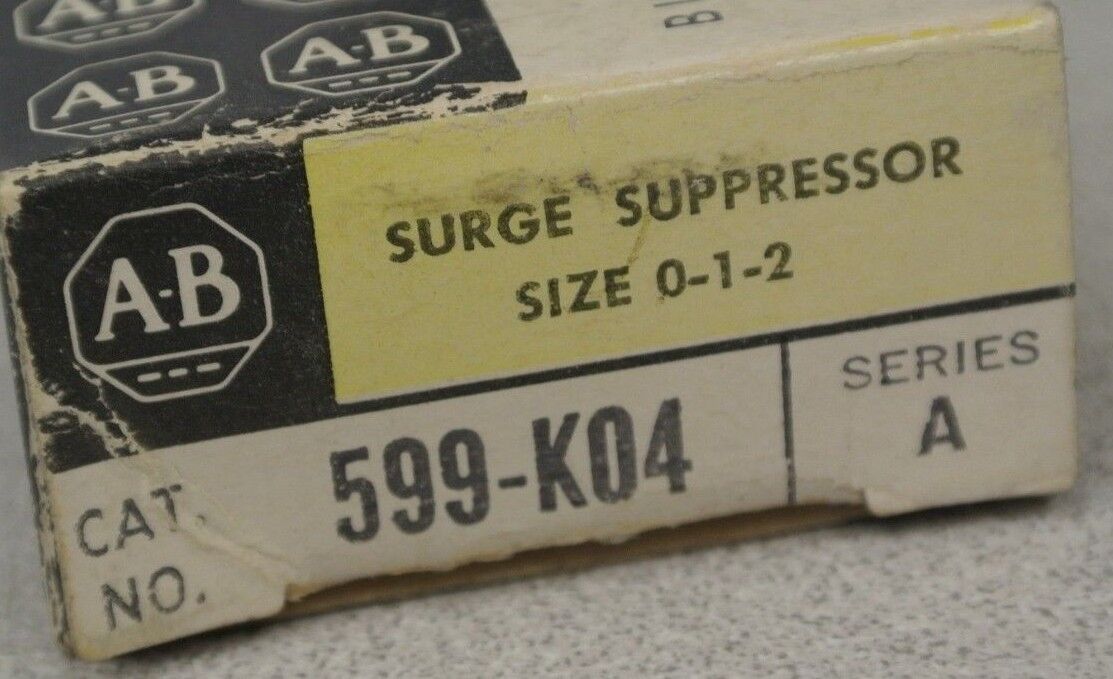 A-B
A-B
A-B
SURGE SUPPRESSOR
SIZE 0-1-2
A-B
CAT.
NO.
599-K04
SERIES
A